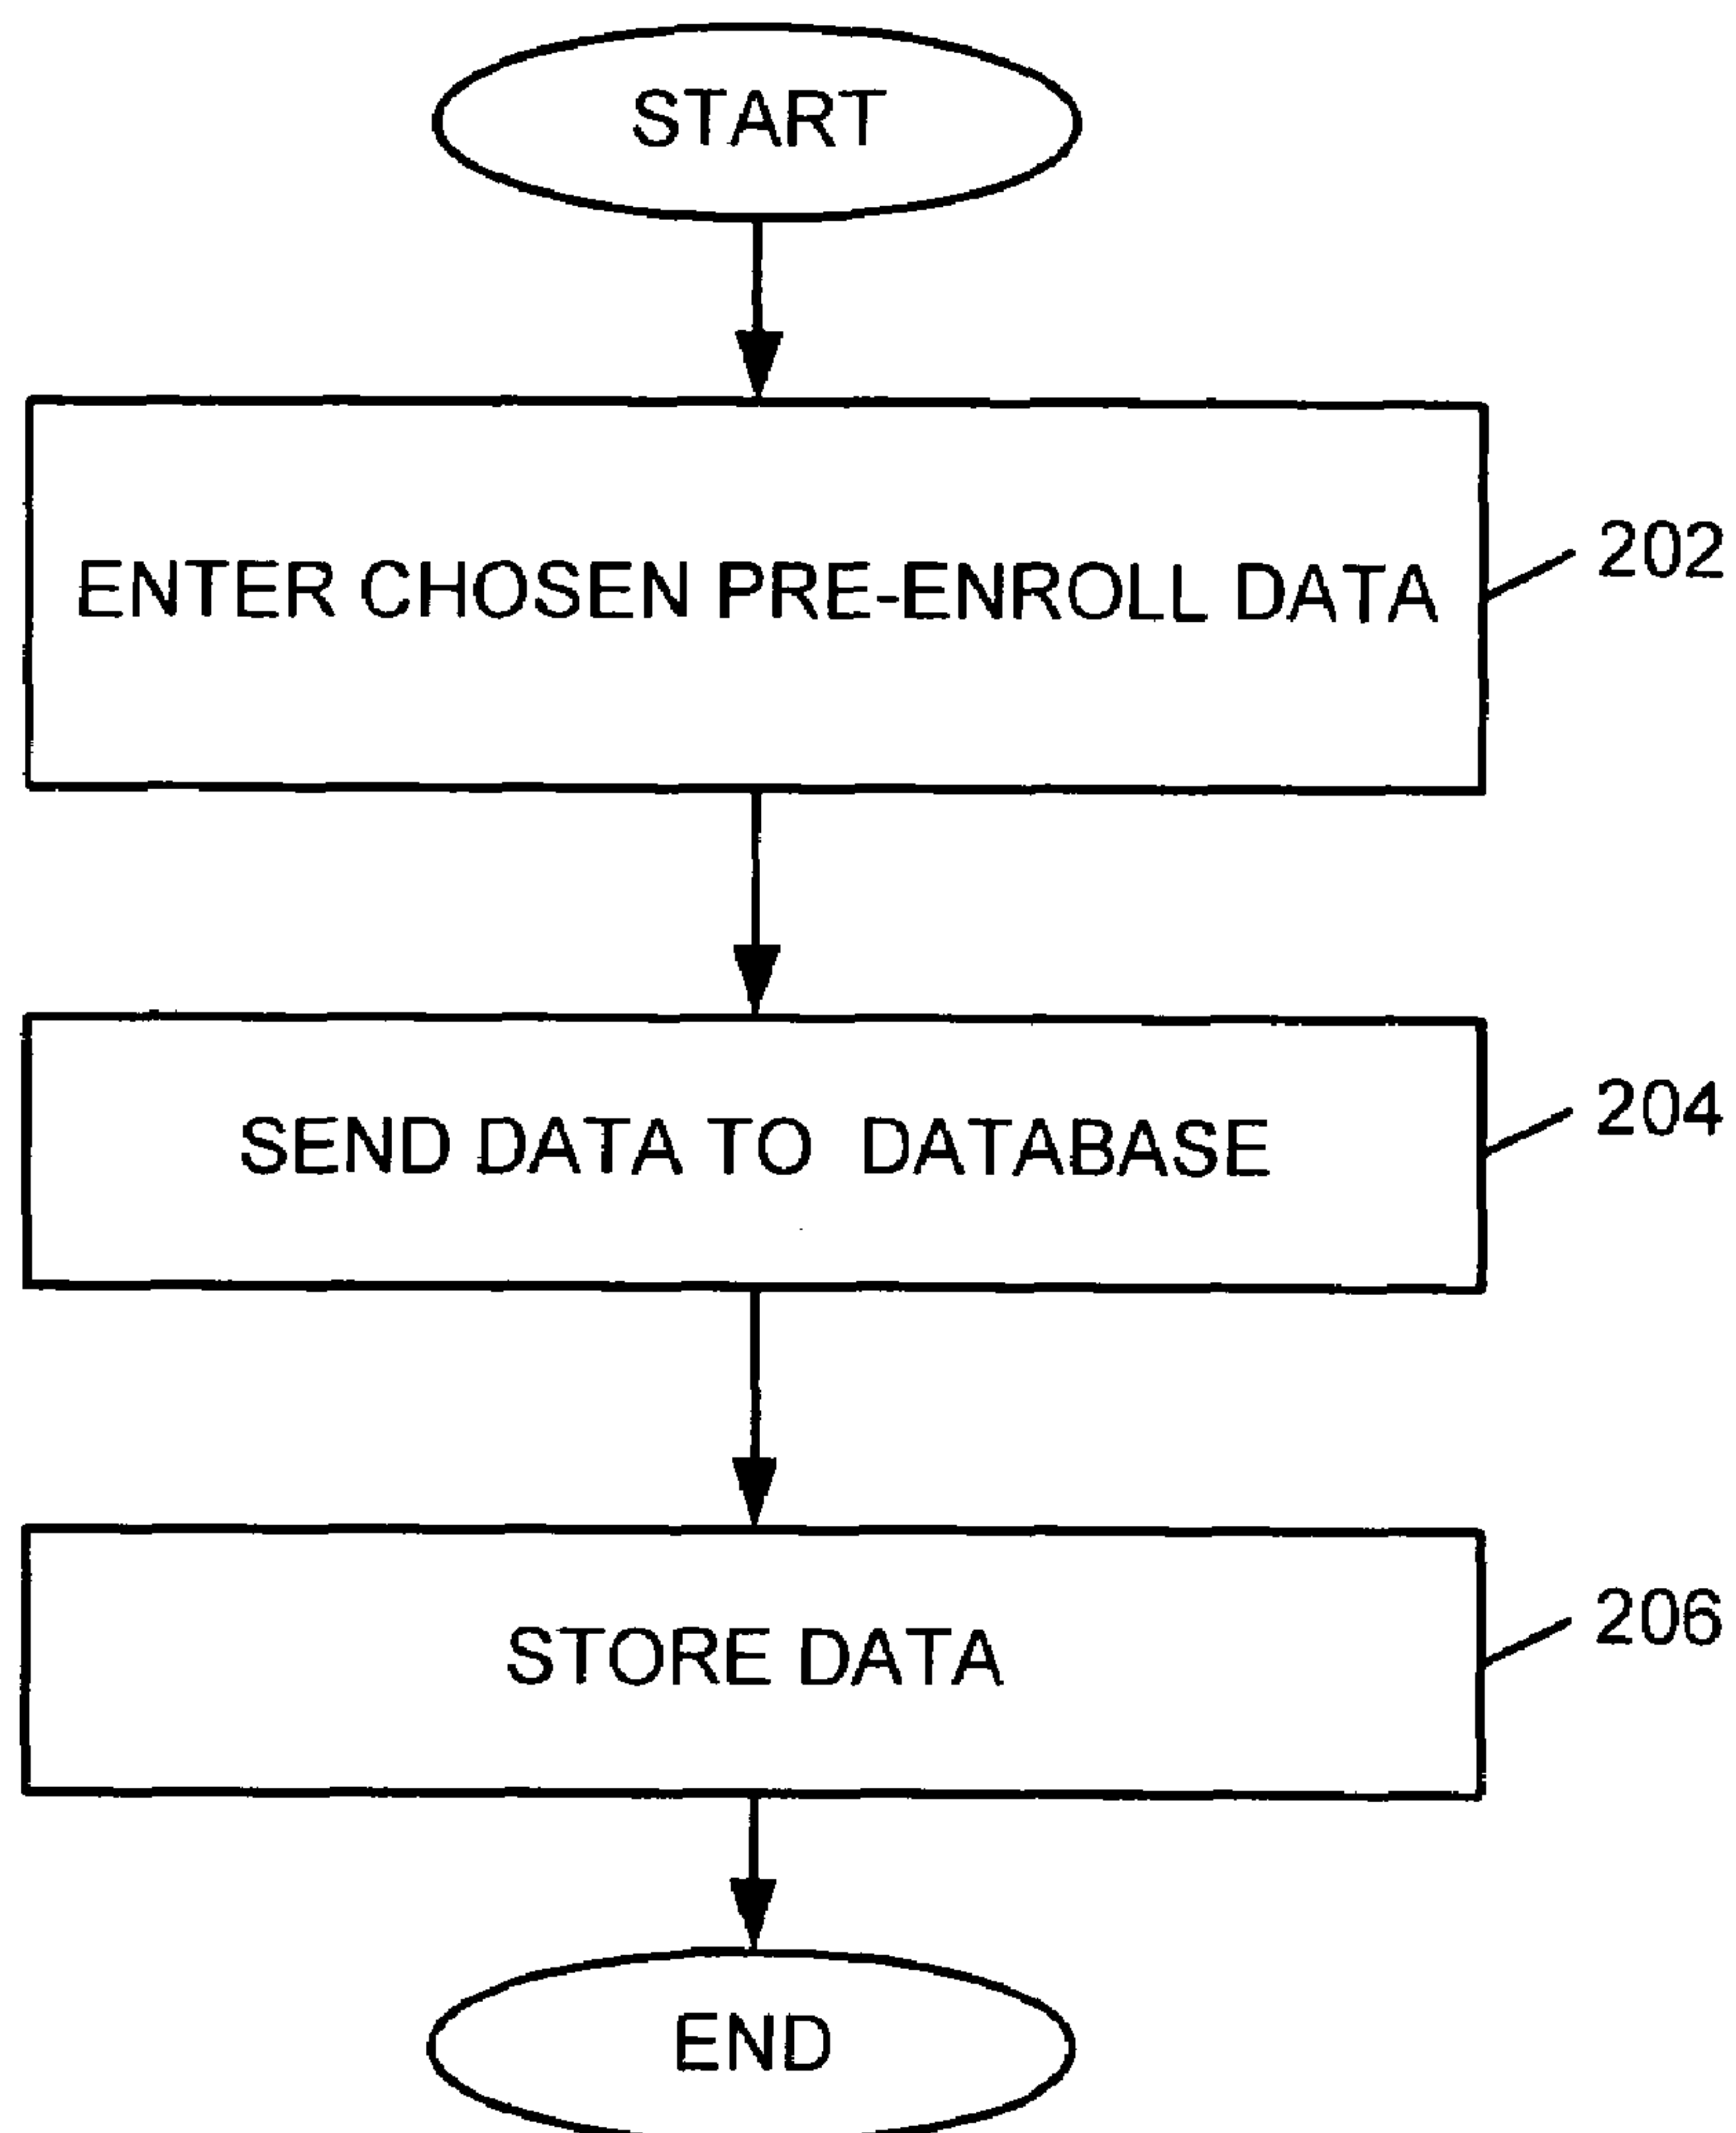 START
ENTER CHOSEN PRE-ENROLL DATA
202
SEND DATA TO DATABASE
204
STORE DATA
206
END